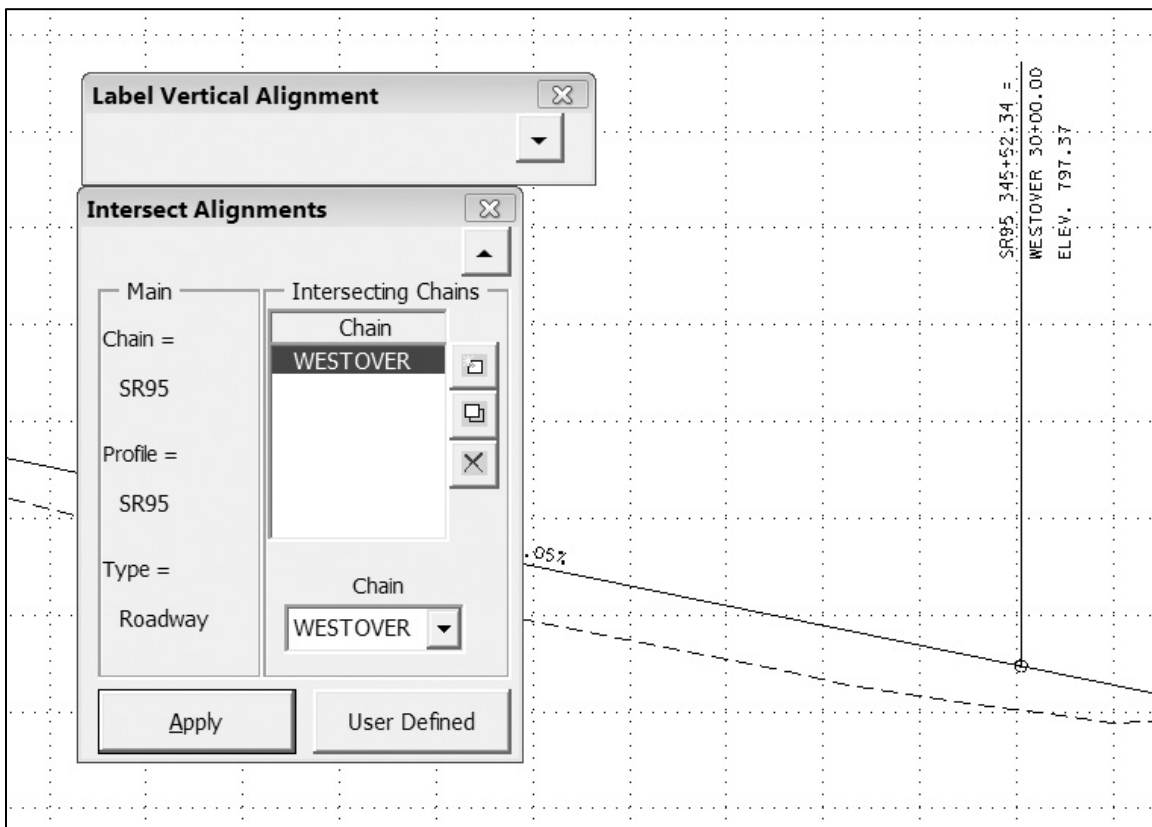 Label Vertical Alignment
Intersect Alignments
Main
Chain =
SR95
Profile =
SR95
Type =
Roadway
Intersecting Chains
Chain
WESTOVER
Chain
WESTOVER
Apply
User Defined
.05%
SR95 345+52.34 =
WESTOVER 30+00.00
ELEV. 797.37